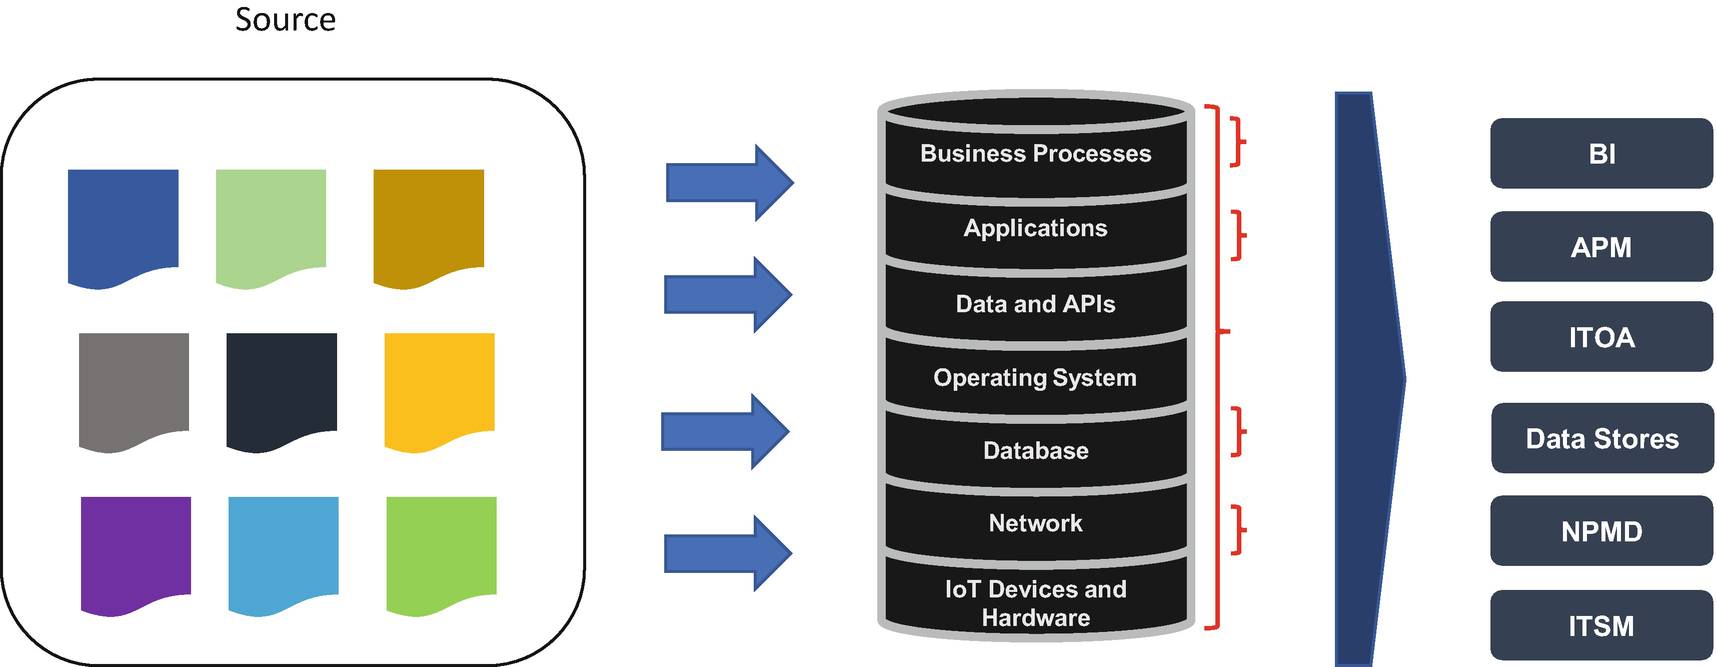 Source
Business Processes
Applications
Data and APIs
Operating System
Database
Network
IoT Devices and
Hardware
BI
APM
ITOA
Data Stores
NPMD
ITSM